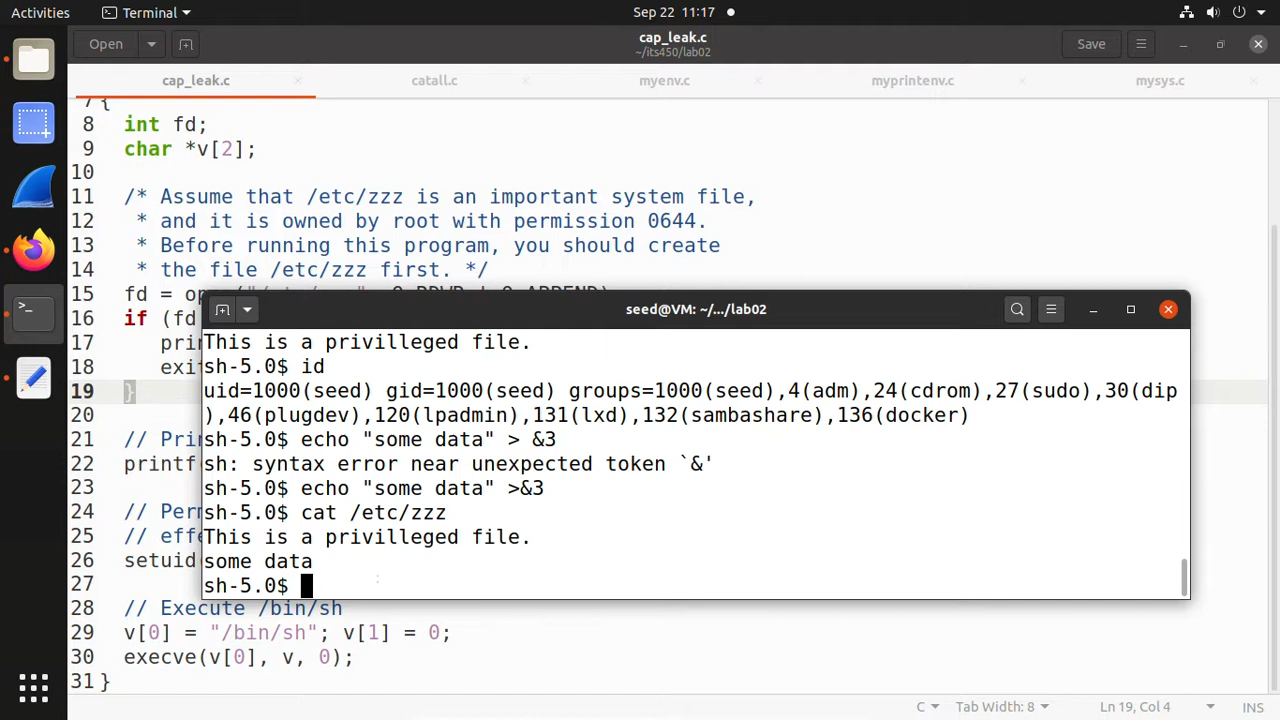 Activities
Terminal
Sep 22 11:17
Open
cap_leak.c
~/its450/lab02
Save
cap_leak.c
catall.c
myenv.c
myprintenv.c
mysys.c
7 {
8 int fd;
9 char *v[2];
10
11 /* Assume that /etc/zzz is an important system file,
12 * and it is owned by root with permission 0644.
13 * Before running this program, you should create
14 * the file /etc/zzz first. */
15 fd = op
16 if (fd
17 pri
18 exi
19 }
20
21 // Pri
22 printf
23
24 // Per
25 // effe
26 setuid
27
28 // Execute /bin/sh
29 v[0] = "/bin/sh"; v[1] = 0;
30 execve(v[0], v, 0);
31 }
seed@VM: ~/.../lab02
This is a privilleged file.
sh-5.0$ id
uid=1000(seed) gid=1000(seed) groups=1000(seed),4(adm),24(cdrom),27(sudo),30(dip
),46(plugdev),120(lpadmin),131(lxd),132(sambashare),136(docker)
sh-5.0$ echo "some data" > &3
sh: syntax error near unexpected token `&'
sh-5.0$ echo "some data" >&3
sh-5.0$ cat /etc/zzz
This is a privilleged file.
some data
sh-5.0$
C
Tab Width: 8
Ln 19, Col 4
INS